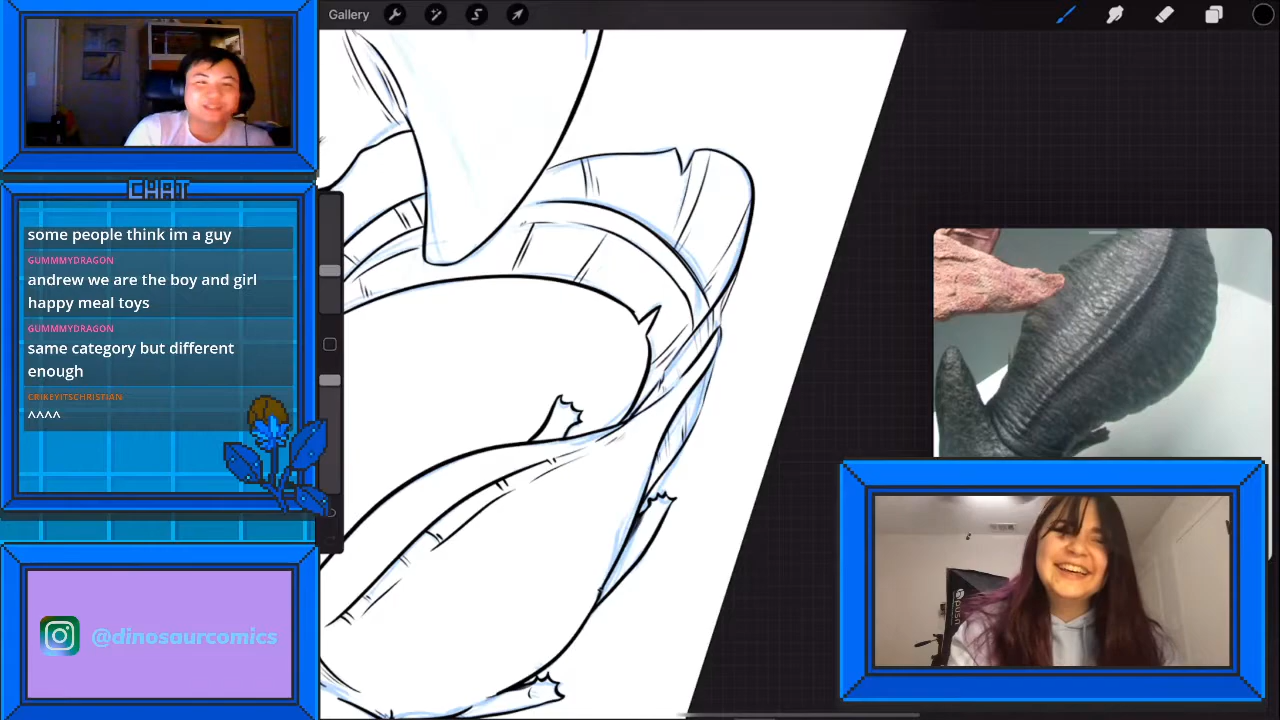 Gallery
CHAT
some people think im a guy
GUMMMYDRAGON
andrew we are the boy and girl
happy meal toys
GUMMMYDRAGON
same category but different
enough
CRIKEYITSCHRISTIAN
^^^^
@dinosaurcomics